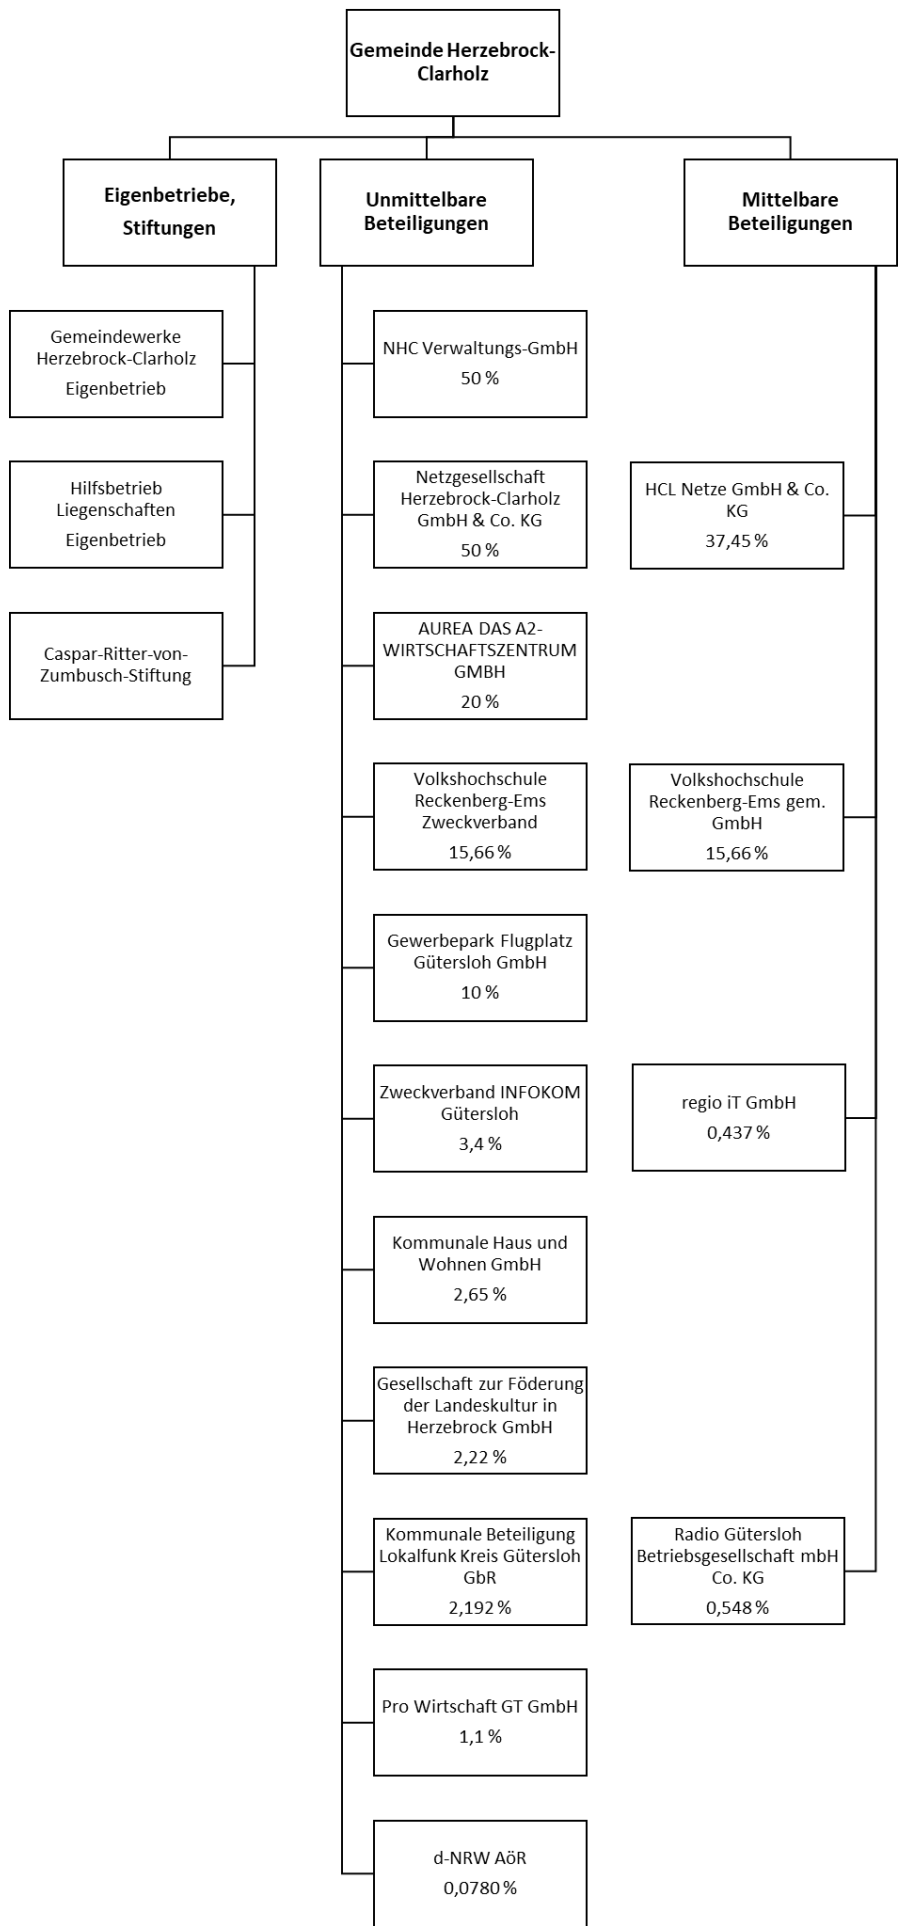 Gemeinde Herzebrock-
Clarholz
Eigenbetriebe,
Stiftungen
Unmittelbare
Beteiligungen
Mittelbare
Beteiligungen
Gemeindewerke
Herzebrock-Clarholz
Eigenbetrieb
Hilfsbetrieb
Liegenschaften
Eigenbetrieb
Caspar-Ritter-von-
Zumbusch-Stiftung
NHC Verwaltungs-GmbH
50 %
Netzgesellschaft
Herzebrock-Clarholz
GmbH & Co. KG
50 %
AUREA DAS A2-
WIRTSCHAFTSZENTRUM
GMBH
20 %
Volkshochschule
Reckenberg-Ems
Zweckverband
15,66 %
Gewerbepark Flugplatz
Gütersloh GmbH
10 %
Zweckverband INFOKOM
Gütersloh
3,4 %
Kommunale Haus und
Wohnen GmbH
2,65 %
Gesellschaft zur Föderung
der Landeskultur in
Herzebrock GmbH
2,22 %
Kommunale Beteiligung
Lokalfunk Kreis Gütersloh
GbR
2,192 %
Pro Wirtschaft GT GmbH
1,1 %
d-NRW AöR
0,0780 %
HCL Netze GmbH & Co.
KG
37,45 %
Volkshochschule
Reckenberg-Ems gem.
GmbH
15,66 %
regio iT GmbH
0,437 %
Radio Gütersloh
Betriebsgesellschaft mbH
Co. KG
0,548 %